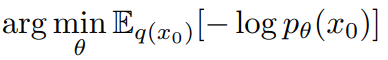 arg min_θ 𝔼_{q(x_0)}[− log p_θ(x_0)]